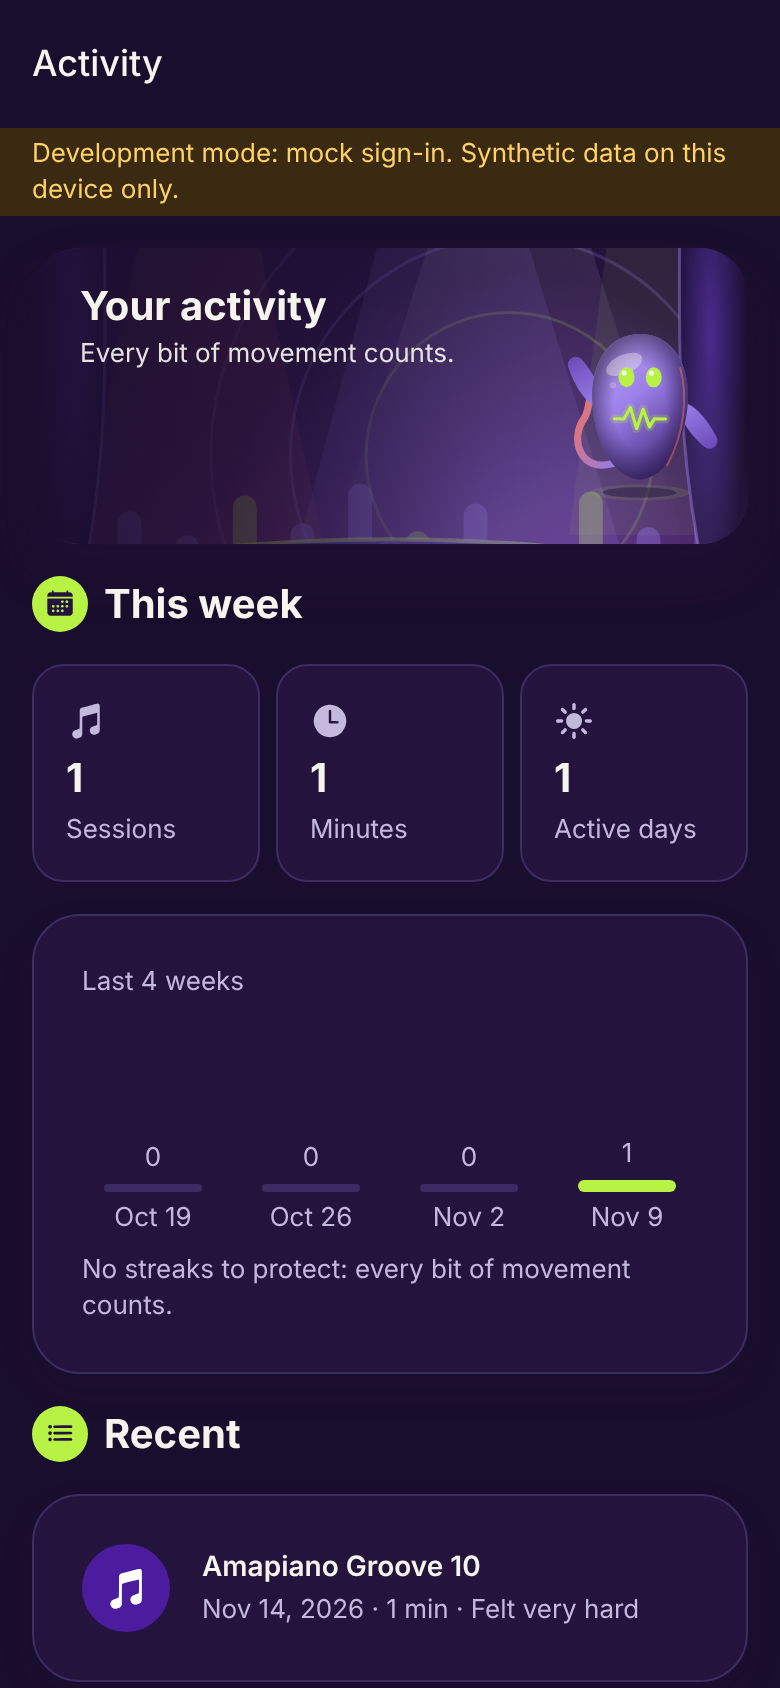 Activity
Development mode: mock sign-in. Synthetic data on this
device only.
Your activity
Every bit of movement counts.
This week
1
Sessions
1
Minutes
1
Active days
Last 4 weeks
0
0
0
1
Oct 19
Oct 26
Nov 2
Nov 9
No streaks to protect: every bit of movement
counts.
Recent
Amapiano Groove 10
Nov 14, 2026 · 1 min · Felt very hard